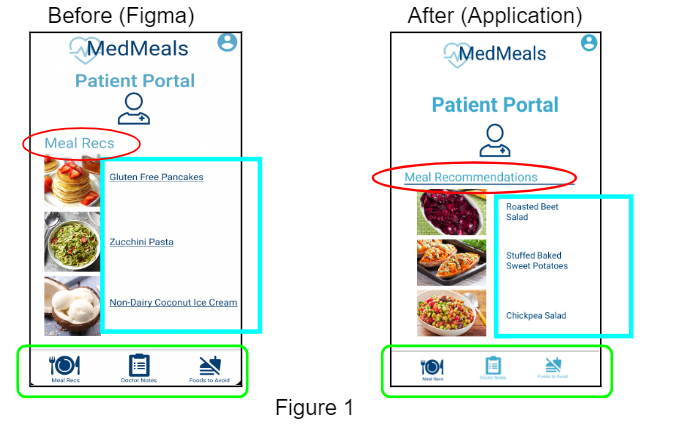 Before (Figma)
MedMeals
Patient Portal
Meal Recs
Gluten Free Pancakes
Zucchini Pasta
Non-Dairy Coconut Ice Cream
Meal Recs
Doctor Notes
Foods to Avoid
After (Application)
MedMeals
Patient Portal
Meal Recommendations
Roasted Beet
Salad
Stuffed Baked
Sweet Potatoes
Chickpea Salad
Meal Recs
Doctor Notes
Foods to Avoid
Figure 1